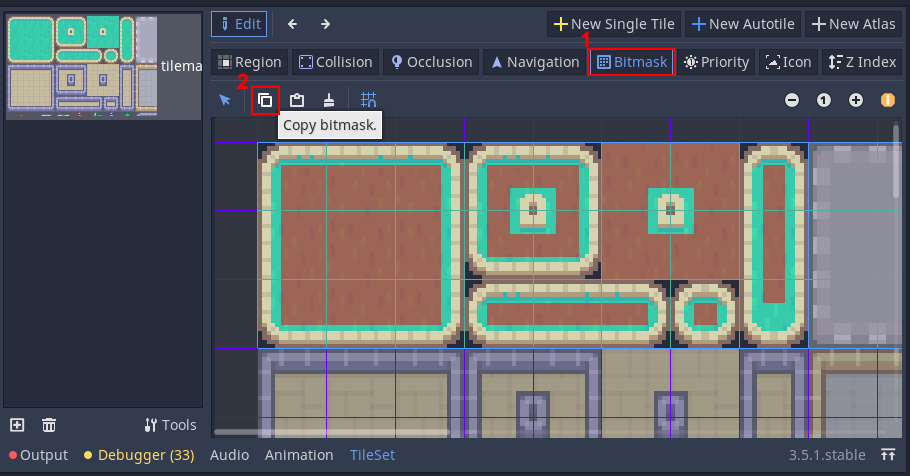 Edit
New Single Tile
New Autotile
New Atlas
1
Region
Collision
Occlusion
Navigation
Bitmask
Priority
Icon
Z Index
2
1
Copy bitmask.
tilema
Tools
Output
Debugger (33)
Audio
Animation
TileSet
3.5.1.stable